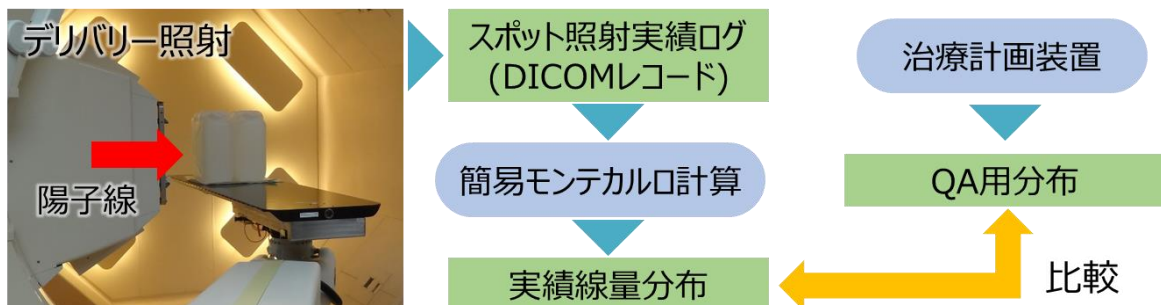 デリバリー照射
陽子線
スポット照射実績ログ
(DICOMレコード)
簡易モンテカルロ計算
実績線量分布
治療計画装置
QA用分布
比較